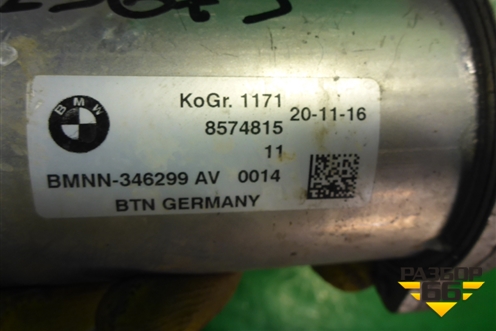 BMW
KoGr. 1171
20-11-16
8574815
11
BMNN-346299 AV 0014
BTN GERMANY
РАЗБОР
66